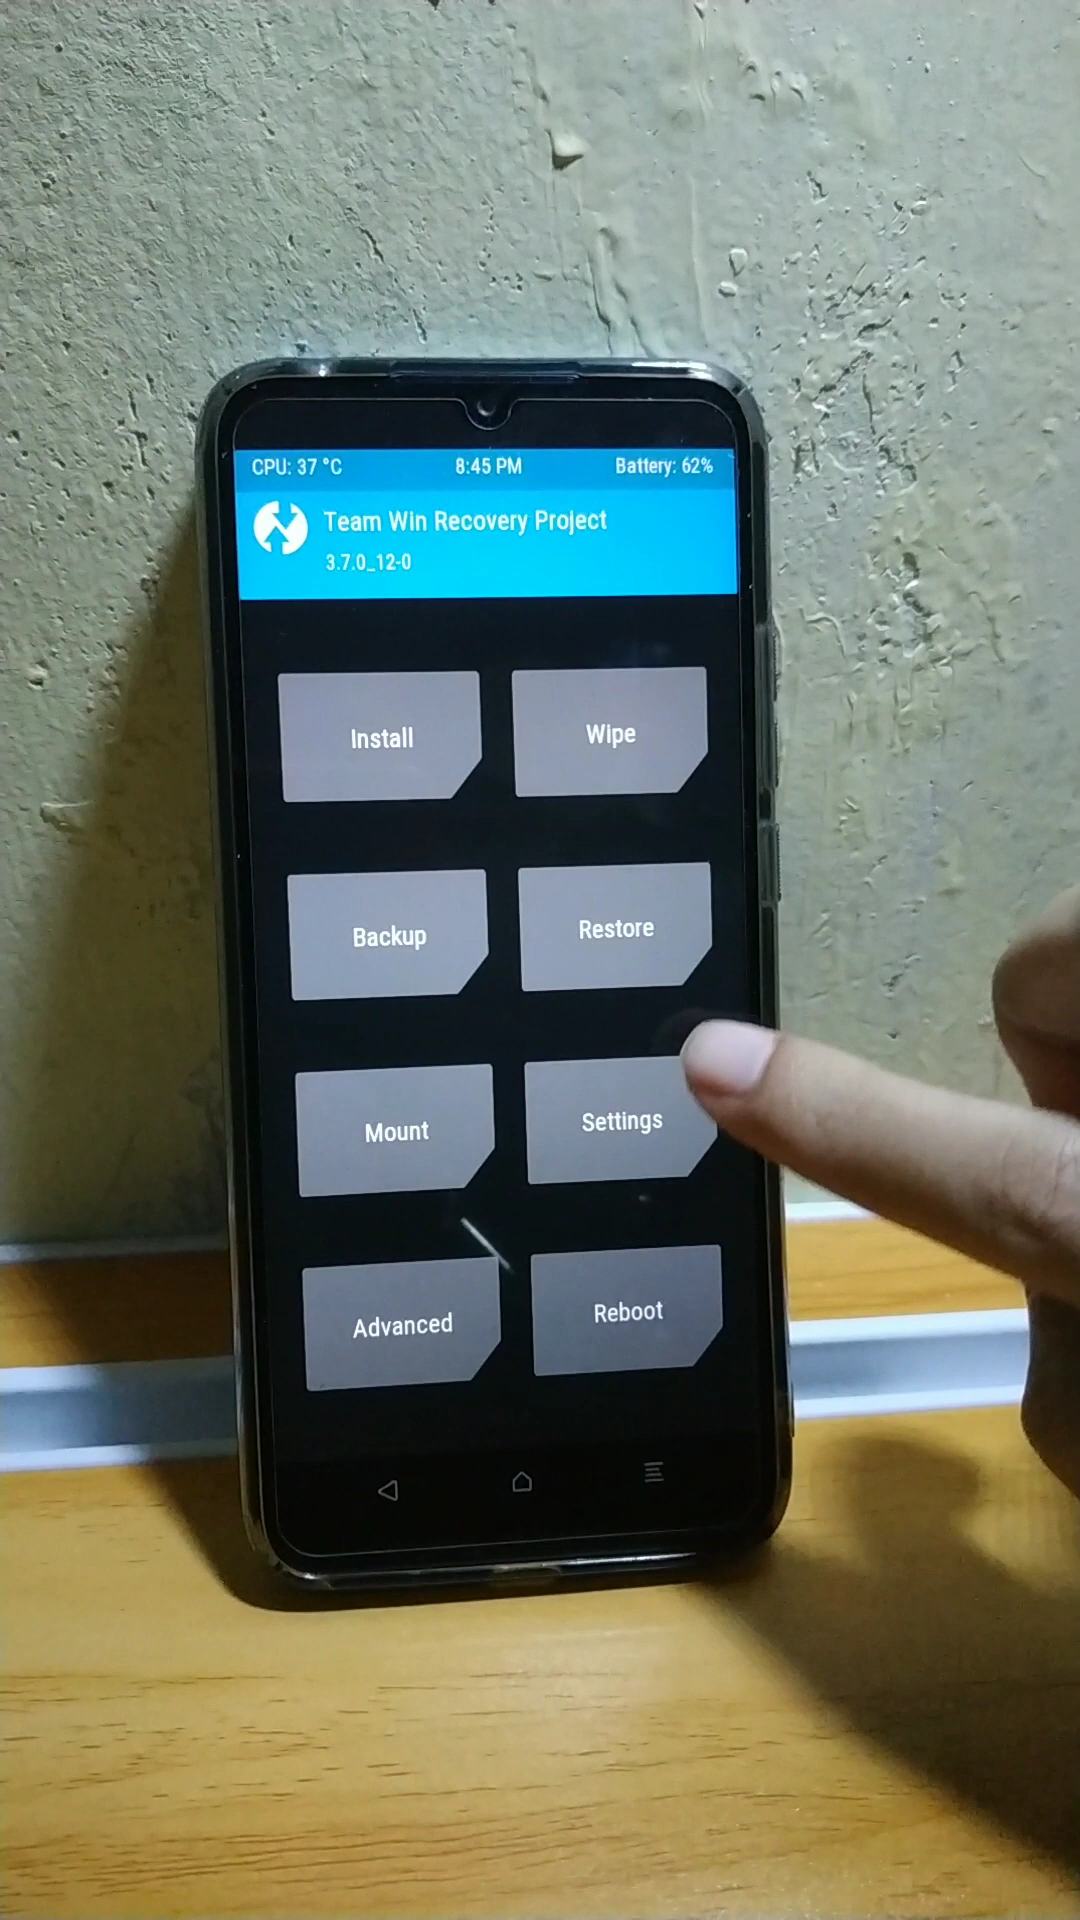 CPU: 37 °C 8:45 PM Battery: 62%
Team Win Recovery Project
3.7.0_12-0
Install Wipe
Backup Restore
Mount Settings
Advanced Reboot